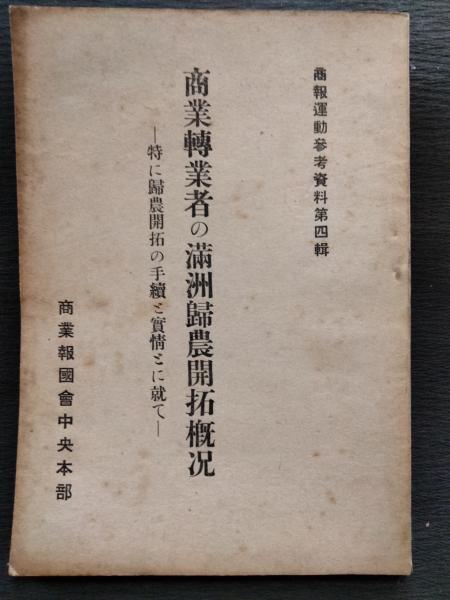 商報運動參考資料第四輯
商業轉業者の滿洲歸農開拓概況
―特に歸農開拓の手續と實情とに就て―
商業報國會中央本部